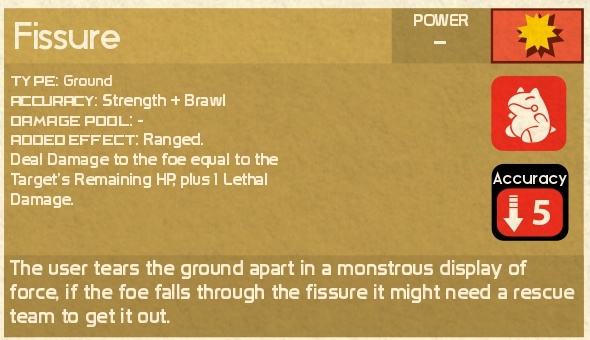 Fissure
POWER
–
TYPE: Ground
ACCURACY: Strength + Brawl
DAMAGE POOL: -
ADDED EFFECT: Ranged.
Deal Damage to the foe equal to the
Target's Remaining HP, plus 1 Lethal
Damage.
Accuracy
5
The user tears the ground apart in a monstrous display of
force, if the foe falls through the fissure it might need a rescue
team to get it out.